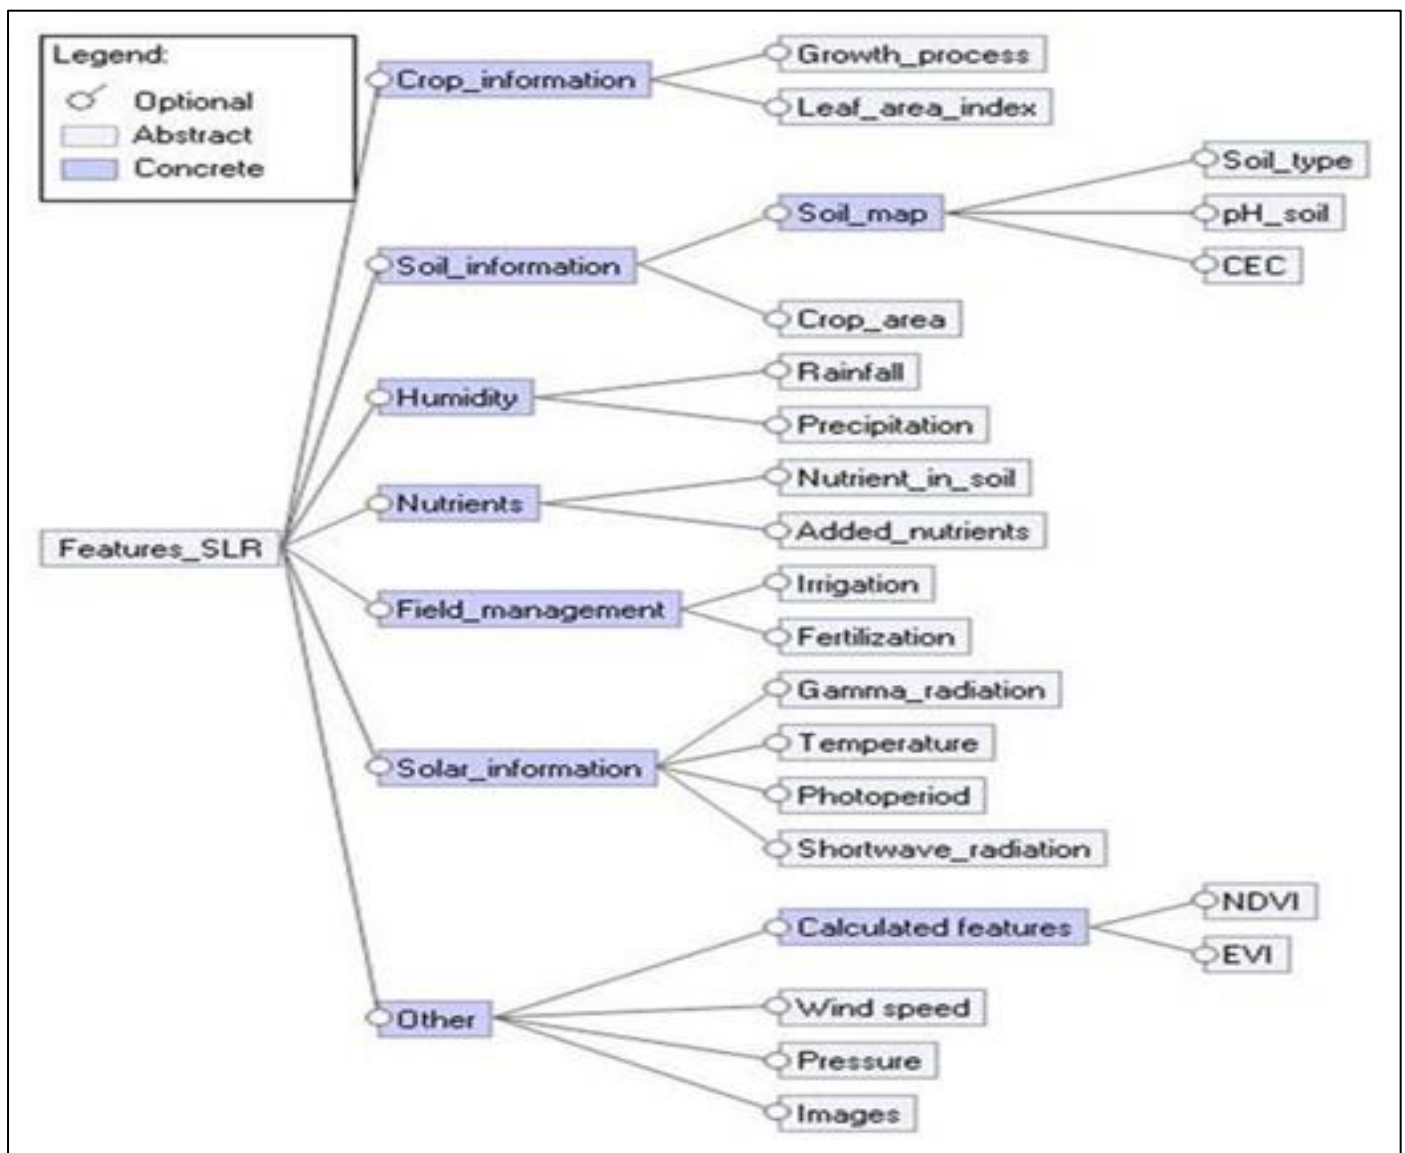 Legend:
Optional
Abstract
Concrete
Features_SLR
Crop_information
Growth_process
Leaf_area_index
Soil_information
Soil_map
Soil_type
pH_soil
CEC
Crop_area
Humidity
Rainfall
Precipitation
Nutrients
Nutrient_in_soil
Added_nutrients
Field_management
Irrigation
Fertilization
Solar_information
Gamma_radiation
Temperature
Photoperiod
Shortwave_radiation
Other
Calculated features
NDVI
EVI
Wind speed
Pressure
Images